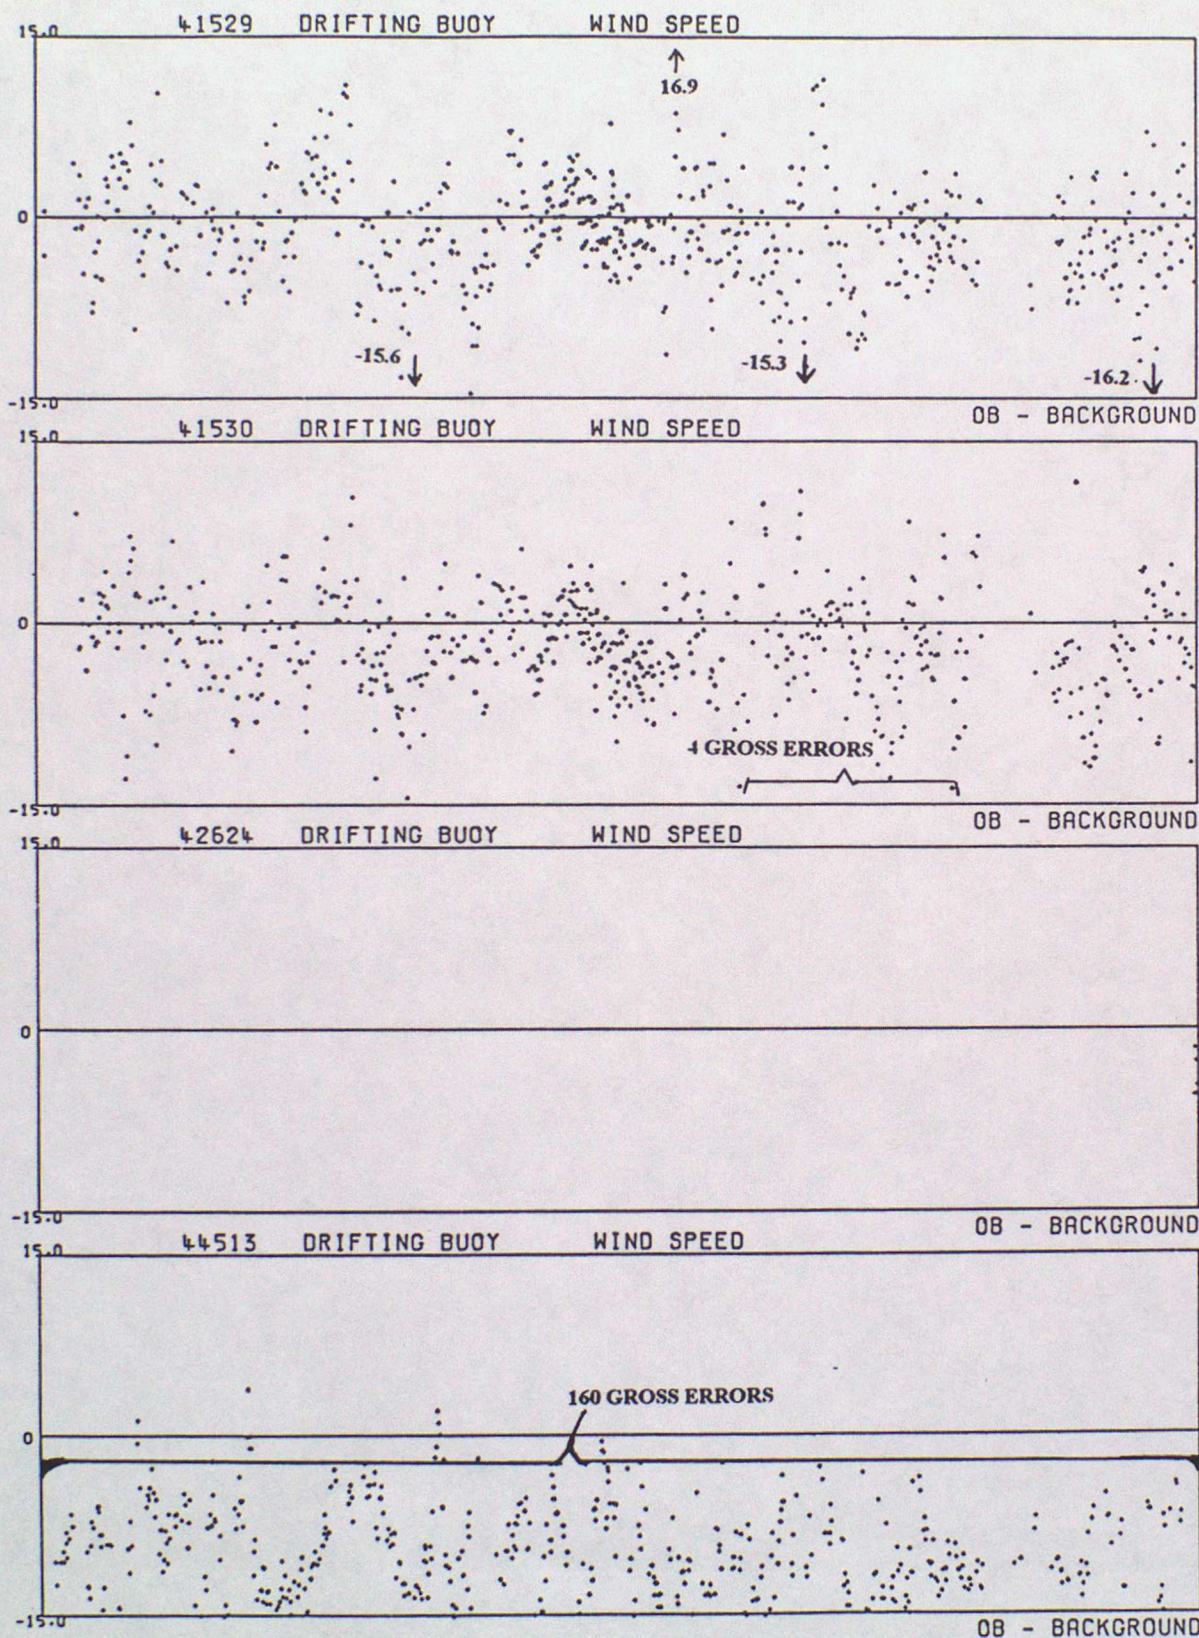 41529 DRIFTING BUOY WIND SPEED
15.0
16.9
0
-15.6
-15.3
-16.2
-15.0
OB - BACKGROUND
41530 DRIFTING BUOY WIND SPEED
15.0
0
4 GROSS ERRORS
-15.0
OB - BACKGROUND
42624 DRIFTING BUOY WIND SPEED
15.0
0
-15.0
OB - BACKGROUND
44513 DRIFTING BUOY WIND SPEED
15.0
160 GROSS ERRORS
0
-15.0
OB - BACKGROUND